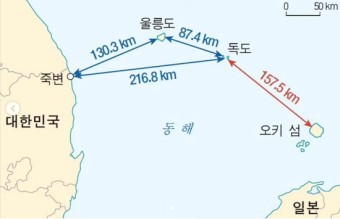 0 50 km
울릉도
130.3 km
87.4 km
독도
죽변
216.8 km
157.5 km
대한민국
동 해
오키 섬
일본